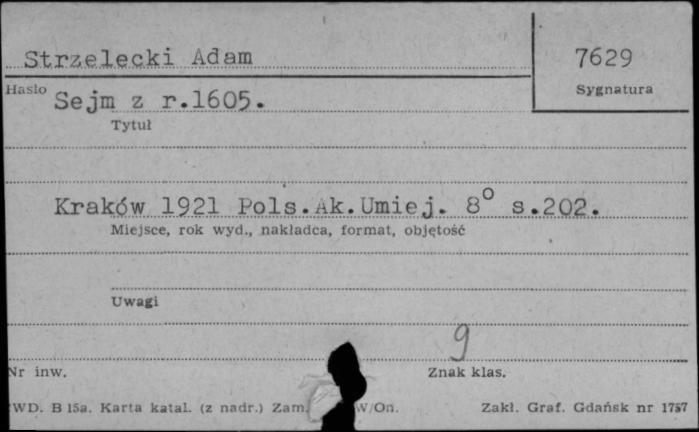 Strzelecki Adam
7629
Hasło
Sygnatura
Sejm z r.1605.
Tytuł
Kraków 1921 Pols.Ak.Umiej. 8° s.202.
Miejsce, rok wyd., nakładca, format, objętość
Uwagi
9
Nr inw.
Znak klas.
WD. B 15a. Karta katal. (z nadr.) Zam. W/On. Zakł. Graf. Gdańsk nr 1757